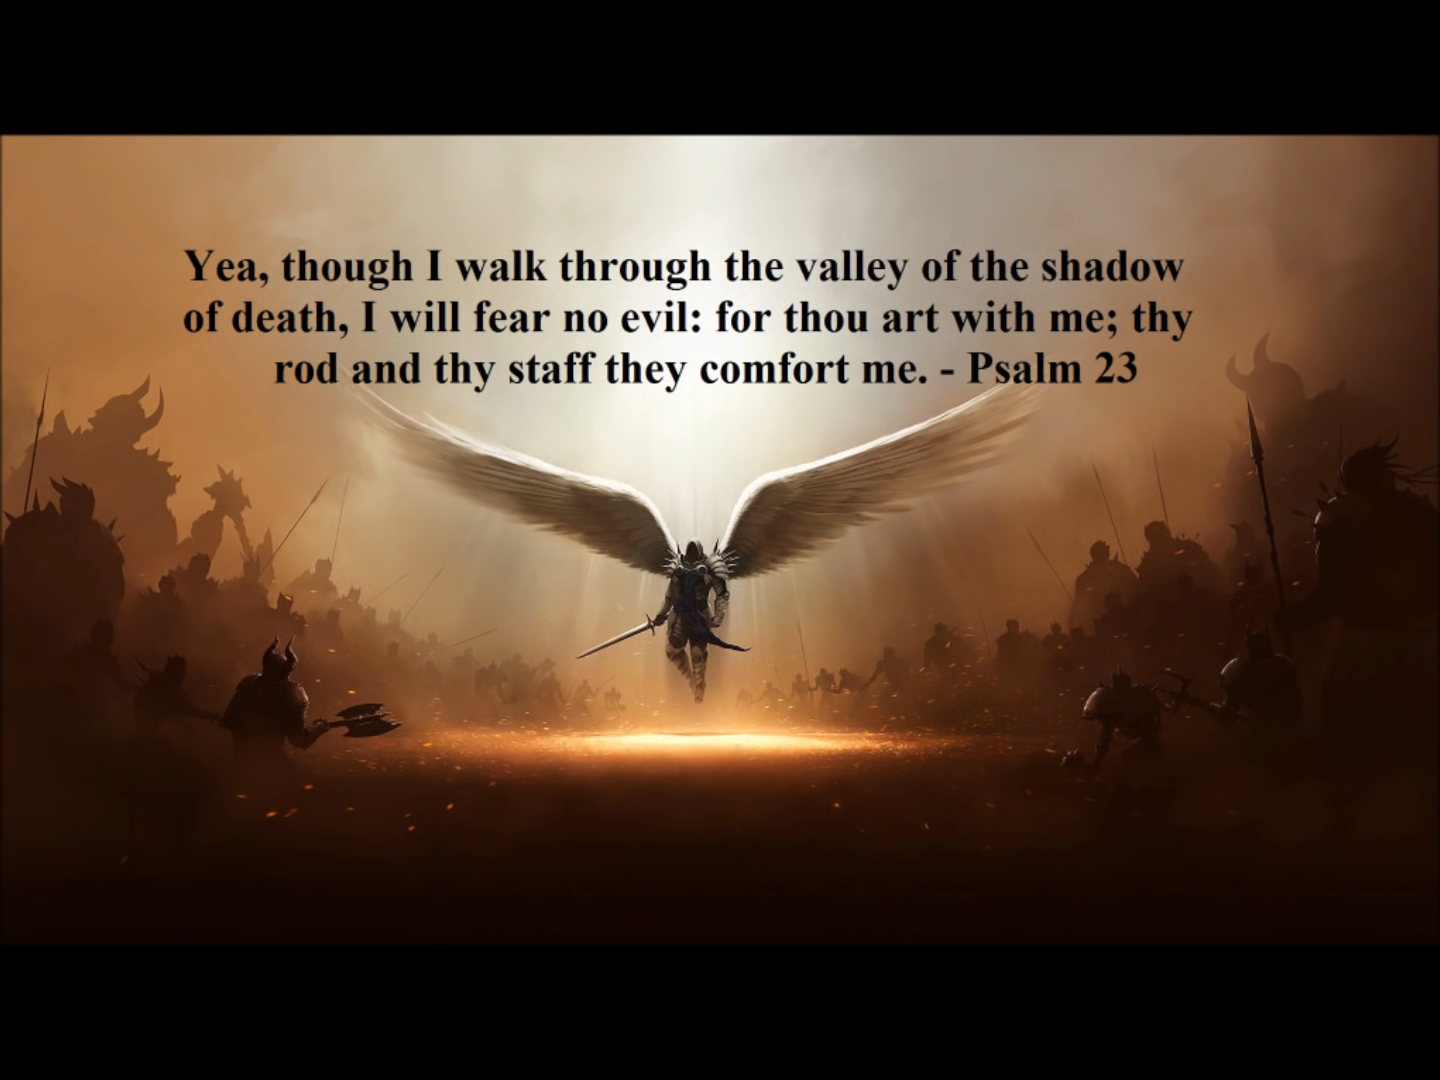 Yea, though I walk through the valley of the shadow
of death, I will fear no evil: for thou art with me; thy
rod and thy staff they comfort me. - Psalm 23